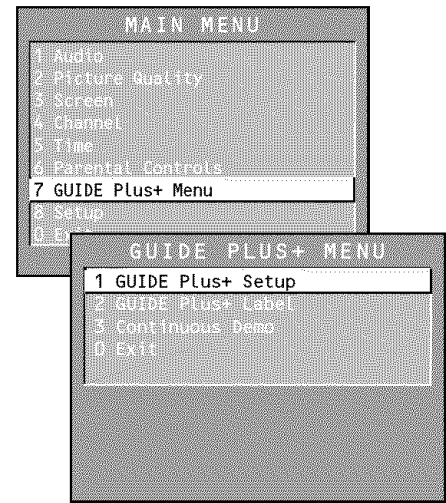 MAIN MENU
1 Audio
2 Picture Quality
3 Screen
4 Channel
5 Time
6 Parental Controls
7 GUIDE Plus+ Menu
8 Setup
0 Exit
GUIDE PLUS+ MENU
1 GUIDE Plus+ Setup
2 GUIDE Plus+ Label
3 Continuous Demo
0 Exit